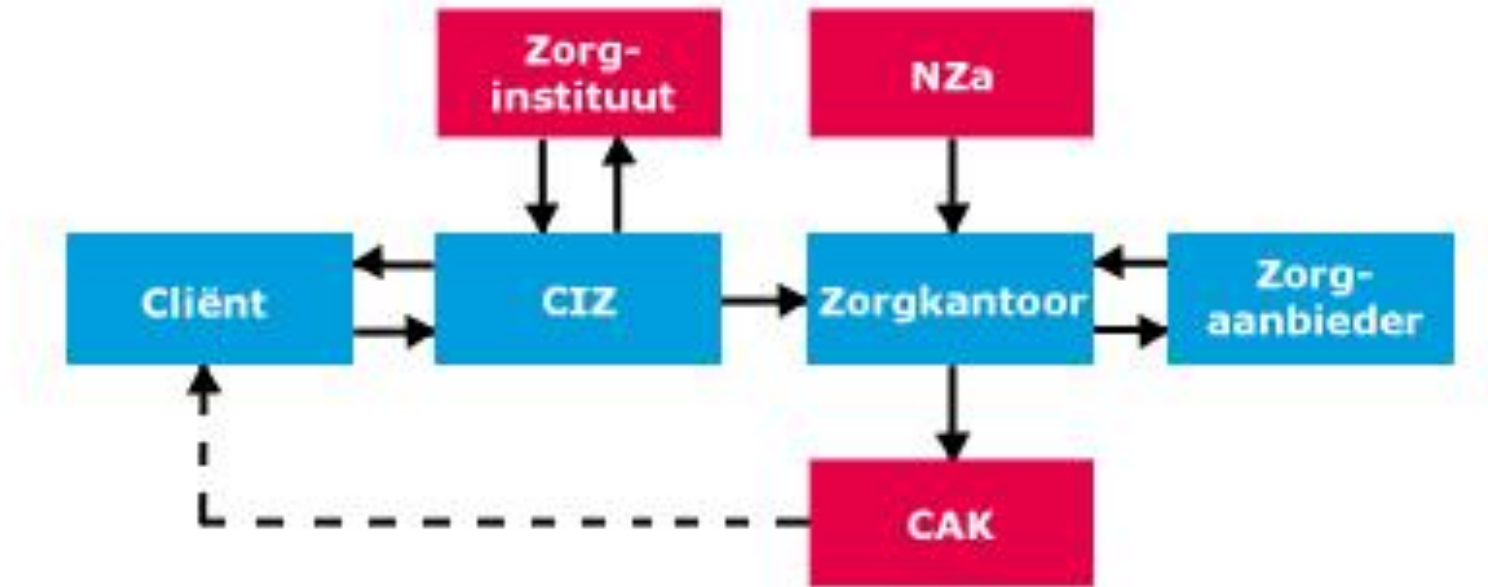 Zorg-
instituut
NZa
Cliënt
CIZ
Zorgkantoor
Zorg-
aanbieder
CAK